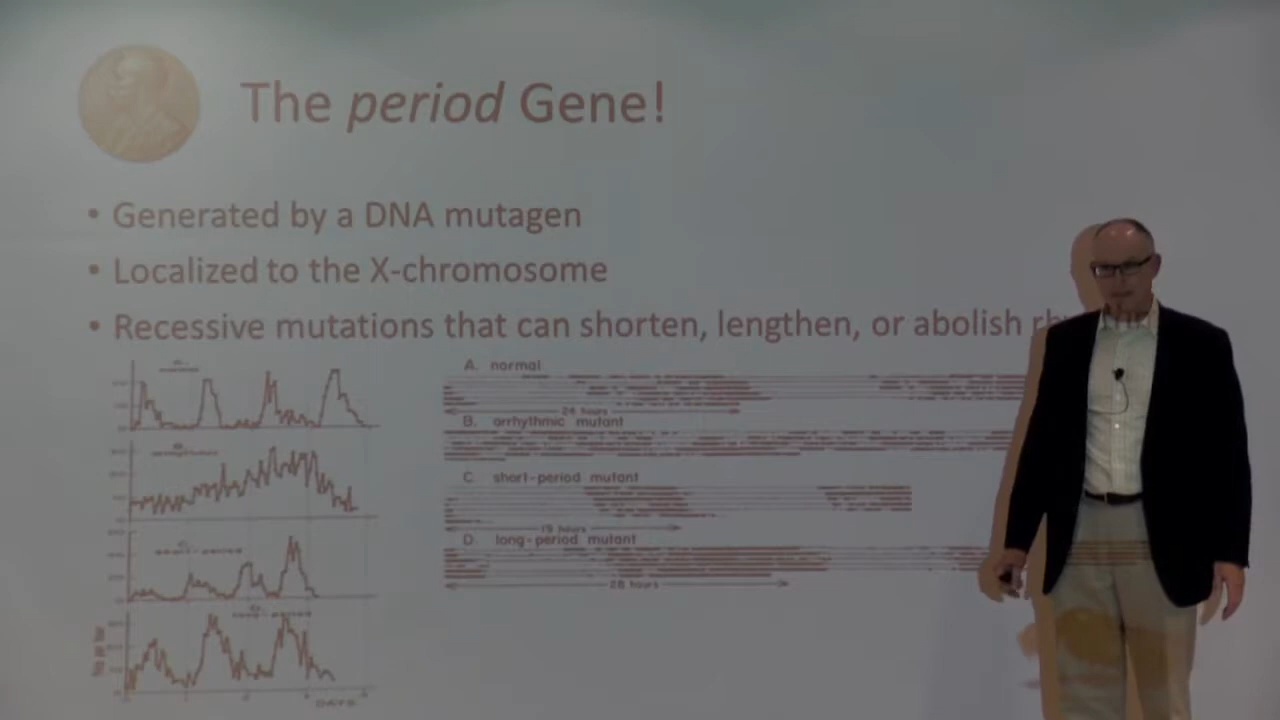 The period Gene!
• Generated by a DNA mutagen
• Localized to the X-chromosome
• Recessive mutations that can shorten, lengthen, or abolish
A. normal
24 hours
B. arrhythmic mutant
C. short-period mutant
19 hours
D. long-period mutant
28 hours
DAYS